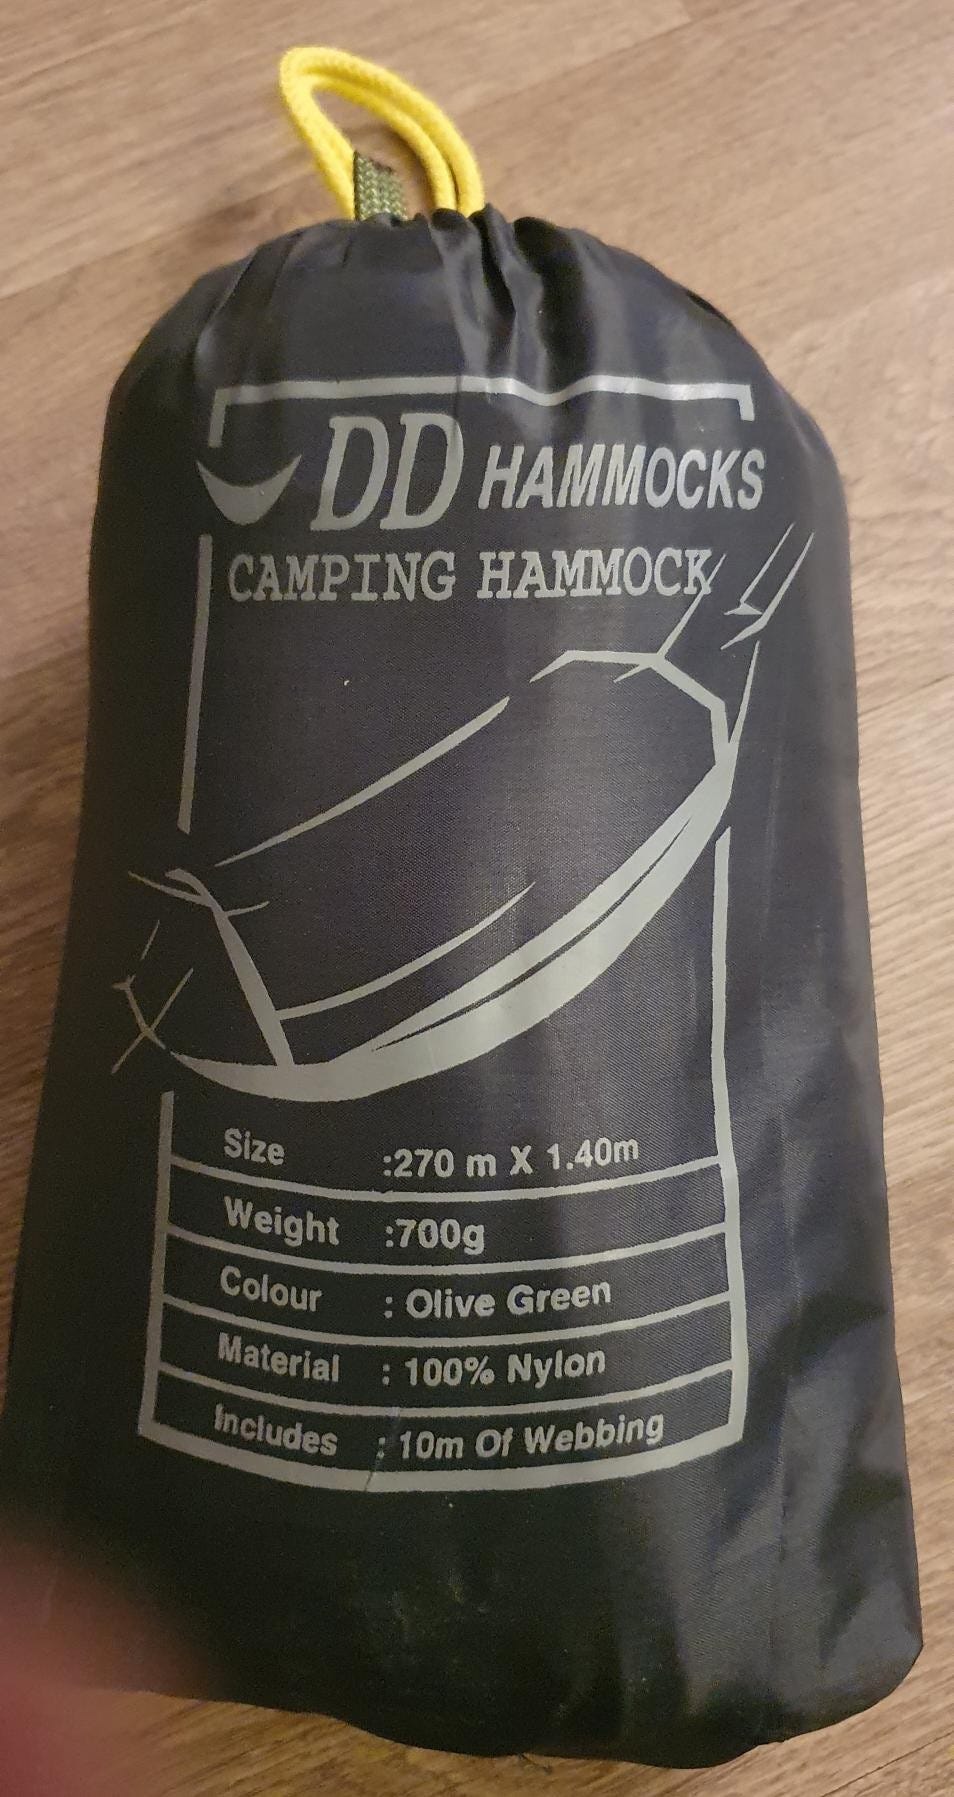 DD HAMMOCKS
CAMPING HAMMOCK
Size :270 m X 1.40m
Weight :700g
Colour : Olive Green
Material : 100% Nylon
Includes : 10m Of Webbing